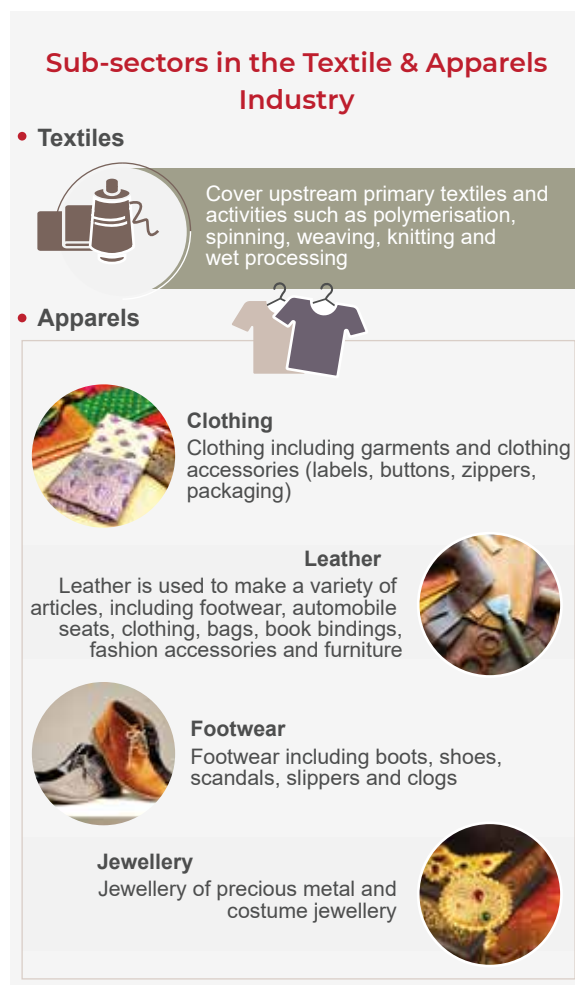 Sub-sectors in the Textile & Apparels
Industry
• Textiles
Cover upstream primary textiles and
activities such as polymerisation,
spinning, weaving, knitting and
wet processing
• Apparels
Clothing
Clothing including garments and clothing
accessories (labels, buttons, zippers,
packaging)
Leather
Leather is used to make a variety of
articles, including footwear, automobile
seats, clothing, bags, book bindings,
fashion accessories and furniture
Footwear
Footwear including boots, shoes,
scandals, slippers and clogs
Jewellery
Jewellery of precious metal and
costume jewellery